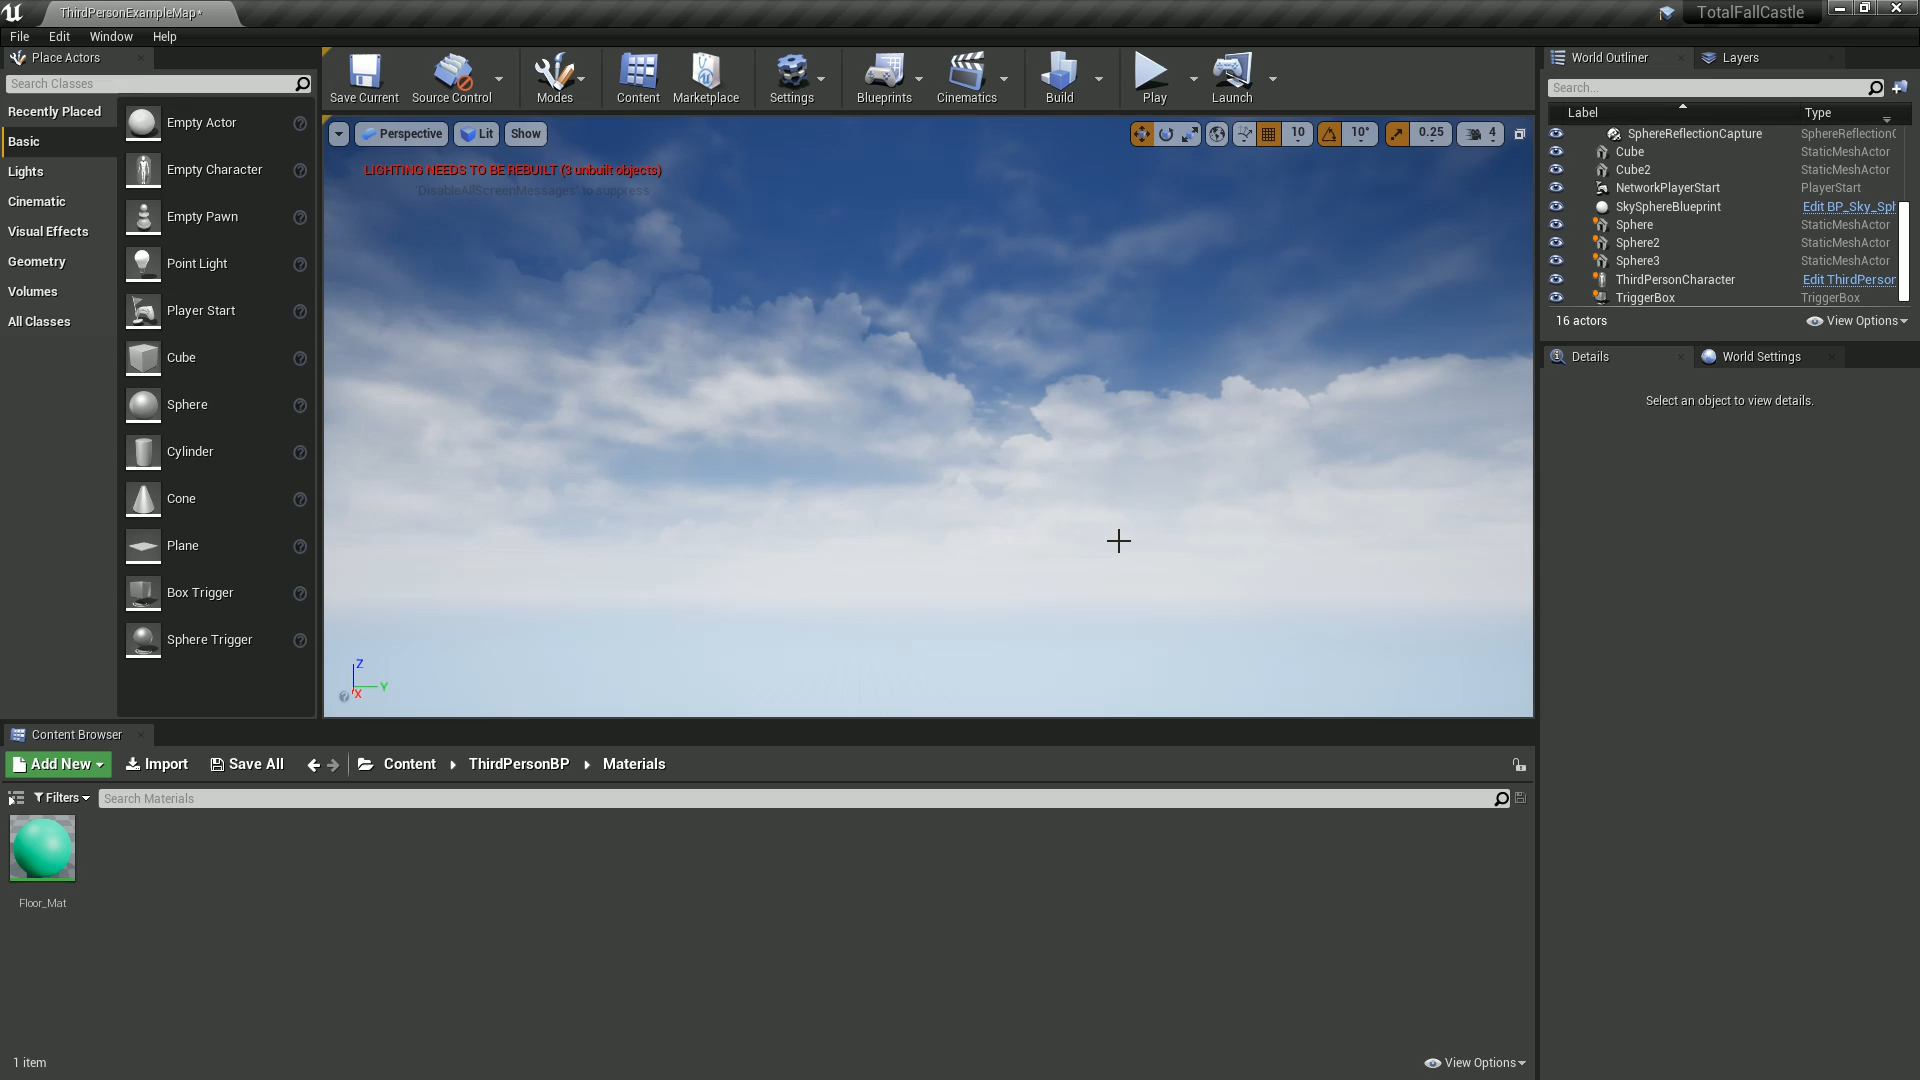 ThirdPersonExampleMap*
TotalFallCastle
File Edit Window Help
Place Actors
Search Classes
Recently Placed
Basic
Lights
Cinematic
Visual Effects
Geometry
Volumes
All Classes
Empty Actor
Empty Character
Empty Pawn
Point Light
Player Start
Cube
Sphere
Cylinder
Cone
Plane
Box Trigger
Sphere Trigger
Save Current Source Control Modes Content Marketplace Settings Blueprints Cinematics Build Play Launch
Perspective Lit Show
10 10° 0.25 4
LIGHTING NEEDS TO BE REBUILT (3 unbuilt objects)
'DisableAllScreenMessages' to suppress
Z
Y
X
World Outliner Layers
Search...
Label Type
SphereReflectionCapture SphereReflectionC
Cube StaticMeshActor
Cube2 StaticMeshActor
NetworkPlayerStart PlayerStart
SkySphereBlueprint Edit BP_Sky_Sph
Sphere StaticMeshActor
Sphere2 StaticMeshActor
Sphere3 StaticMeshActor
ThirdPersonCharacter Edit ThirdPerson
TriggerBox TriggerBox
16 actors View Options
Details World Settings
Select an object to view details.
Content Browser
Add New Import Save All Content ThirdPersonBP Materials
Filters Search Materials
Floor_Mat
1 item View Options